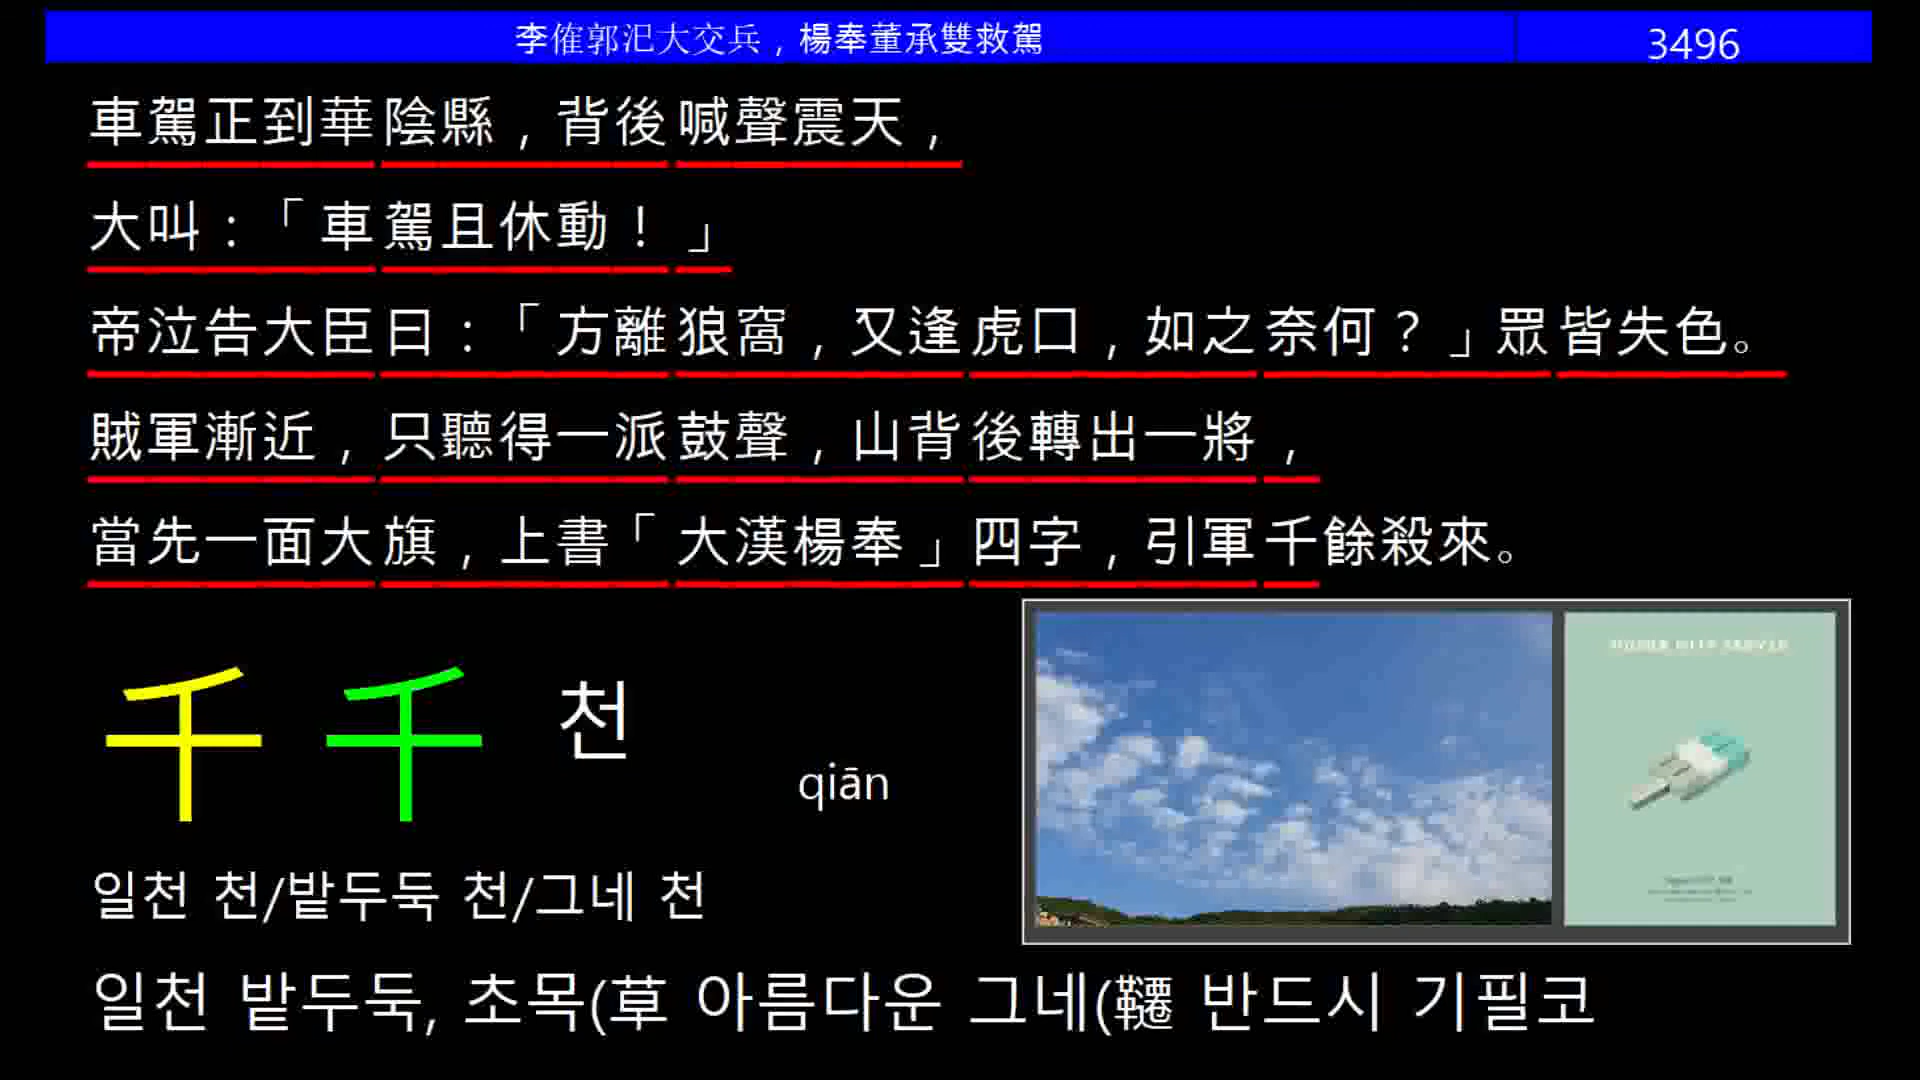 李傕郭汜大交兵，楊奉董承雙救駕
3496
車駕正到華陰縣，背後喊聲震天，
大叫：「車駕且休動！」
帝泣告大臣曰：「方離狼窩，又逢虎口，如之奈何？」眾皆失色。
賊軍漸近，只聽得一派鼓聲，山背後轉出一將，
當先一面大旗，上書「大漢楊奉」四字，引軍千餘殺來。
千 千 천
qiān
일천 천/밭두둑 천/그네 천
일천 밭두둑, 초목(草 아름다운 그네(韆 반드시 기필코